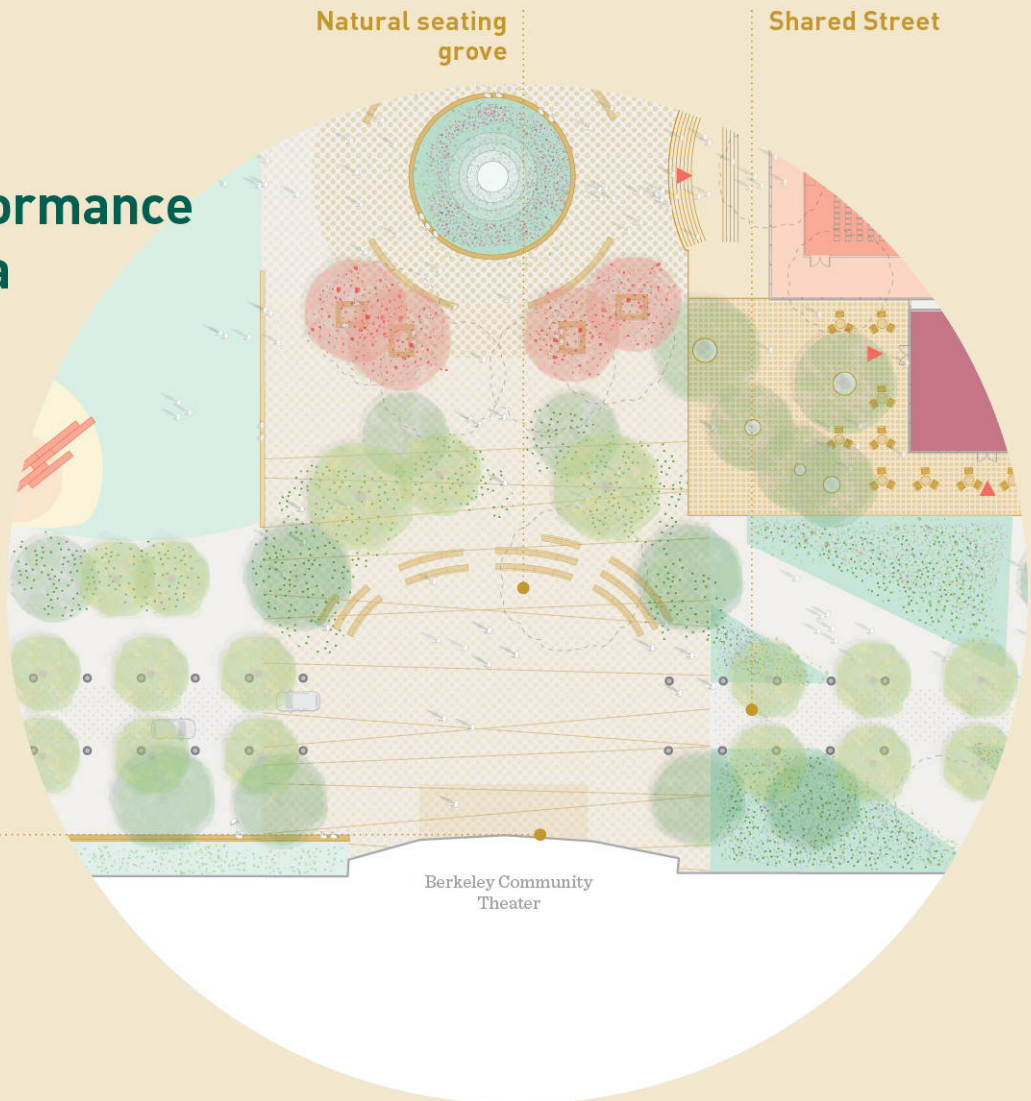 Natural seating
grove
Shared Street
ormance
a
Berkeley Community
Theater